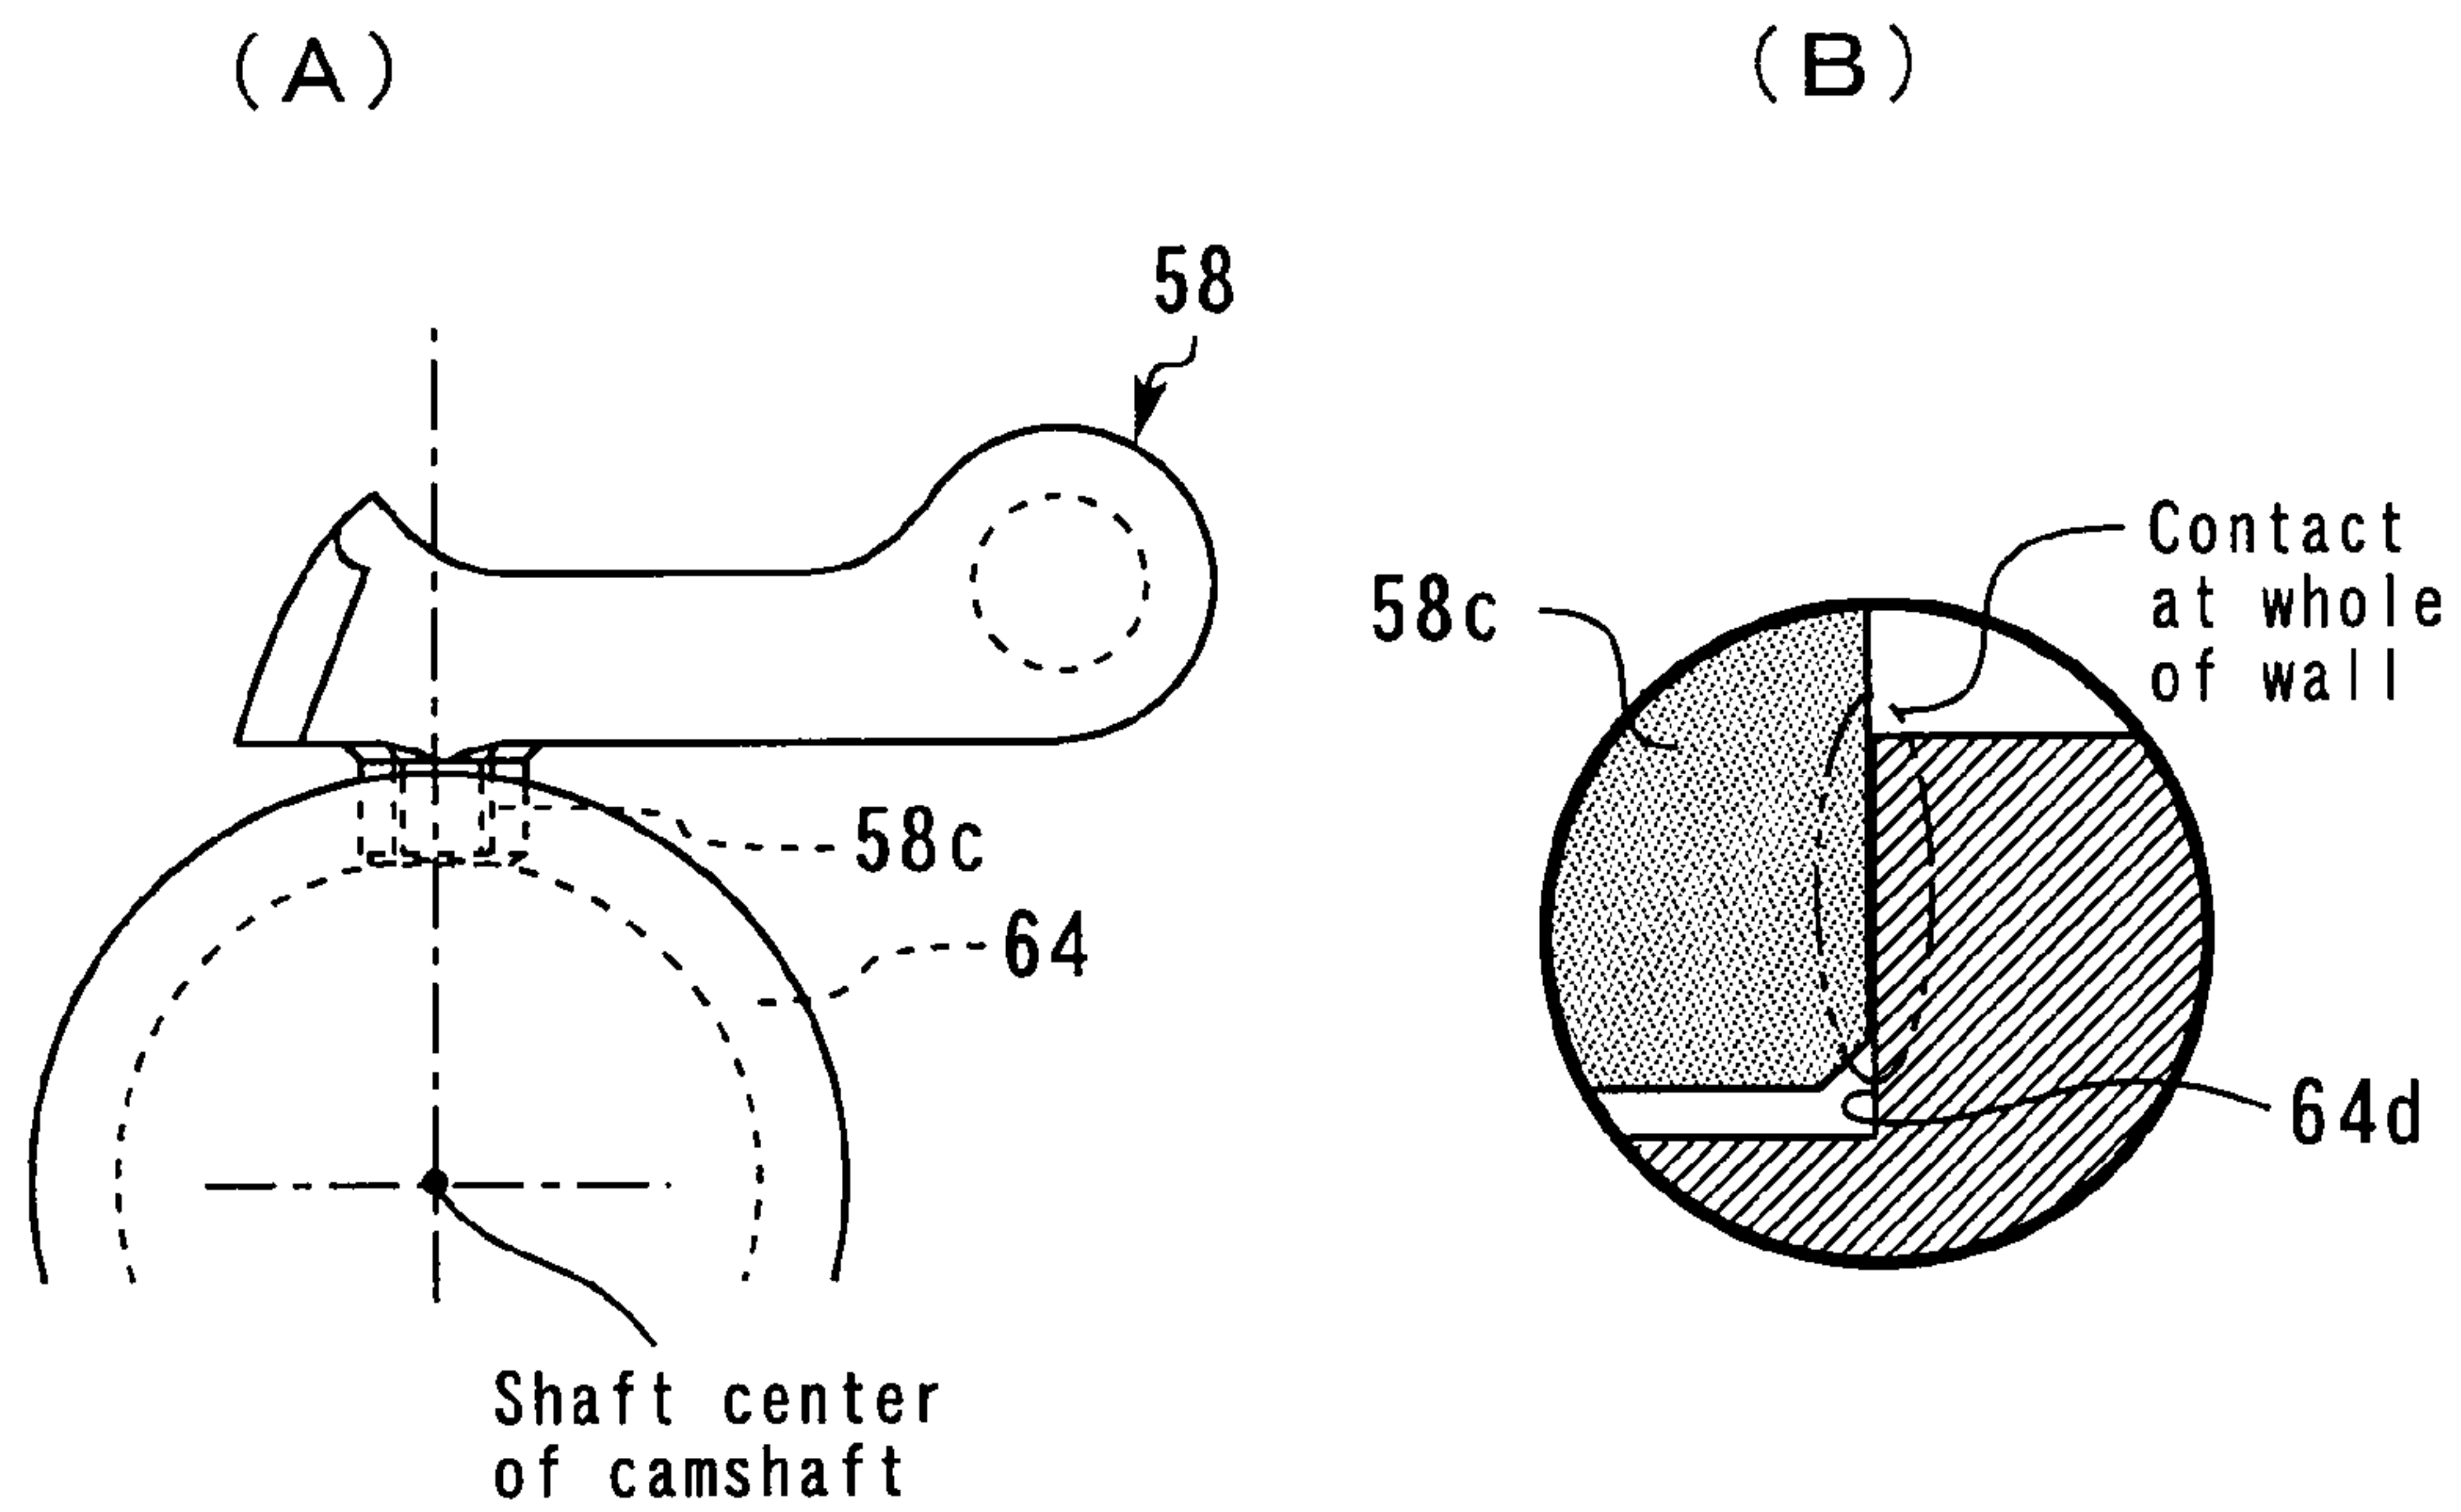 (A)
(B)
58
Contact
at whole
of wall
58c
58c
64
64d
Shaft center
of camshaft